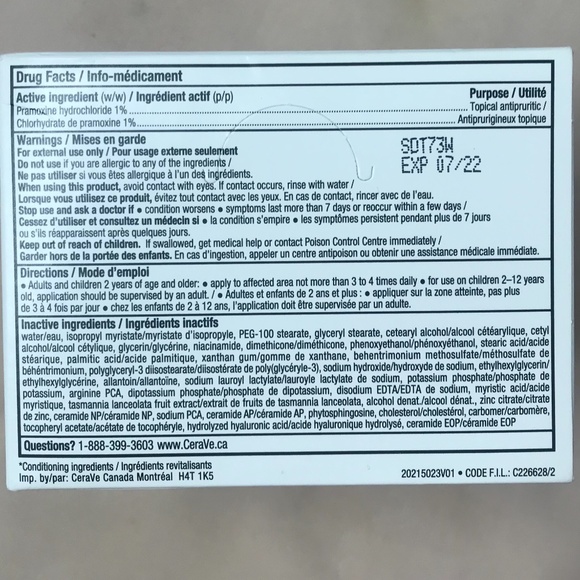 Drug Facts / Info-médicament
Active ingredient (w/w) / Ingrédient actif (p/p) Purpose / Utilité
Pramoxine hydrochloride 1% Topical antipruritic /
Chlorhydrate de pramoxine 1% Antiprurigineux topique
Warnings / Mises en garde
For external use only / Pour usage externe seulement
Do not use if you are allergic to any of the ingredients /
Ne pas utiliser si vous êtes allergique à l'un des ingrédients.
SDT73W
EXP 07/22
When using this product, avoid contact with eyes. If contact occurs, rinse with water /
Lorsque vous utilisez ce produit, évitez tout contact avec les yeux. En cas de contact, rincer avec de l'eau.
Stop use and ask a doctor if • condition worsens • symptoms last more than 7 days or reoccur within a few days /
Cessez d'utiliser et consultez un médecin si • la condition s'empire • les symptômes persistent pendant plus de 7 jours
ou s'ils réapparaissent après quelques jours.
Keep out of reach of children. If swallowed, get medical help or contact Poison Control Centre immediately /
Garder hors de la portée des enfants. En cas d'ingestion, appeler un centre antipoison ou obtenir une assistance médicale immédiate.
Directions / Mode d'emploi
• Adults and children 2 years of age and older: • apply to affected area not more than 3 to 4 times daily • for use on children 2–12 years
old, application should be supervised by an adult. / • Adultes et enfants de 2 ans et plus : • appliquer sur la zone atteinte, pas plus
de 3 à 4 fois par jour • chez les enfants de 2 à 12 ans, l'application doit être supervisée par un adulte.
Inactive ingredients / Ingrédients inactifs
water/eau, isopropyl myristate/myristate d'isopropyle, PEG-100 stearate, glyceryl stearate, cetearyl alcohol/alcool cétéarylique, cetyl
alcohol/alcool cétylique, glycerin/glycérine, niacinamide, dimethicone/diméthicone, phenoxyethanol/phénoxyéthanol, stearic acid/acide
stéarique, palmitic acid/acide palmitique, xanthan gum/gomme de xanthane, behentrimonium methosulfate/méthosulfate de
béhéntrimonium, polyglyceryl-3 diisostearate/diisostérate de poly(glycéryle-3), sodium hydroxide/hydroxyde de sodium, ethylhexylglycerin/
ethylhexylglycérine, allantoin/allantoïne, sodium lauroyl lactylate/lauroyle lactylate de sodium, potassium phosphate/phosphate de
potassium, arginine PCA, dipotassium phosphate/phosphate de dipotassium, disodium EDTA/EDTA de sodium, myristic acid/acide
myristique, tasmannia lanceolata fruit extract/extrait de fruits de tasmannia lanceolata, alcohol denat./alcool dénat., zinc citrate/citrate
de zinc, ceramide NP/céramide NP, sodium PCA, ceramide AP/céramide AP, phytosphingosine, cholesterol/cholestérol, carbomer/carbomère,
tocopheryl acetate/acétate de tocophéryle, hydrolyzed hyaluronic acid/acide hyaluronique hydrolysé, ceramide EOP/céramide EOP
Questions? 1-888-399-3603 www.CeraVe.ca
*Conditioning ingredients / Ingrédients revitalisants
Imp. by/par: CeraVe Canada Montréal H4T 1K5 20215023V01 • CODE F.I.L.: C226628/2